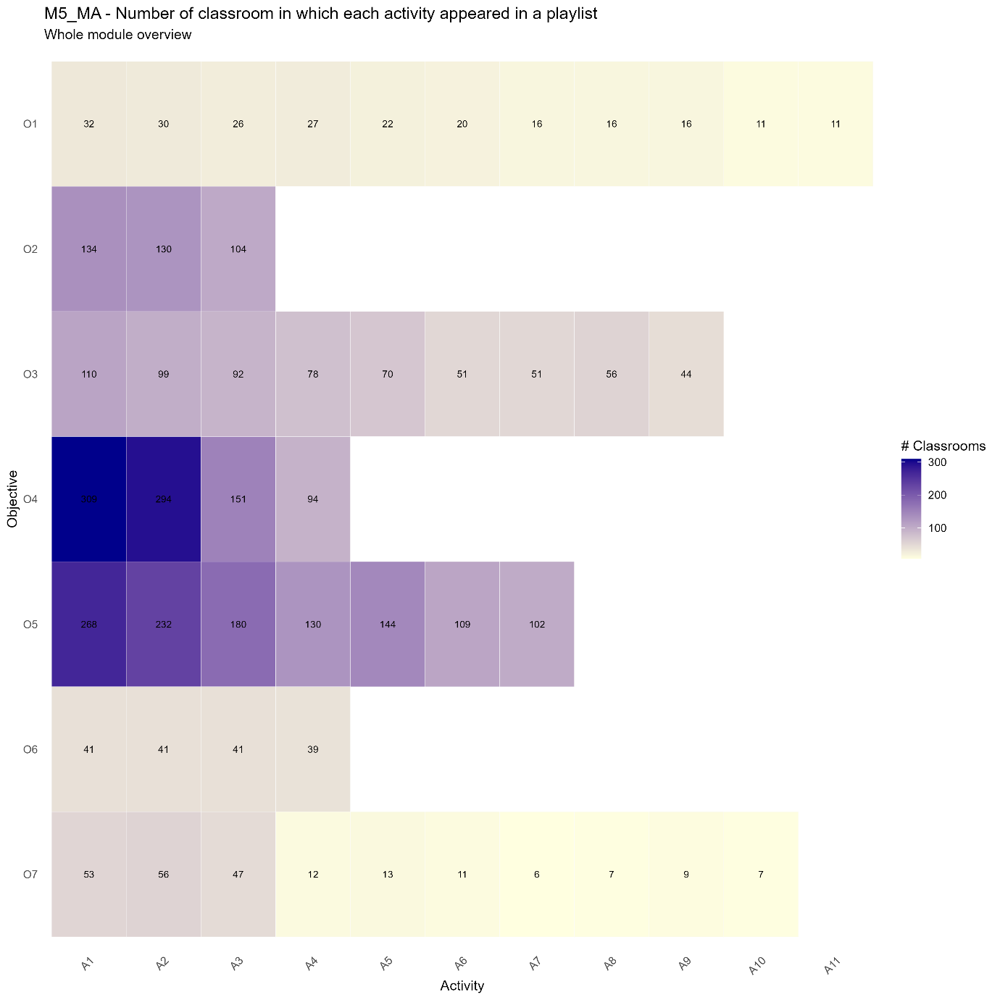 M5_MA - Number of classroom in which each activity appeared in a playlist
Whole module overview
O1 32 30 26 27 22 20 16 16 16 11 11
O2 134 130 104
O3 110 99 92 78 70 51 51 56 44
O4 309 294 151 94
O5 268 232 180 130 144 109 102
O6 41 41 41 39
O7 53 56 47 12 13 11 6 7 9 7
A1 A2 A3 A4 A5 A6 A7 A8 A9 A10 A11
Activity
Objective
# Classrooms
300
200
100